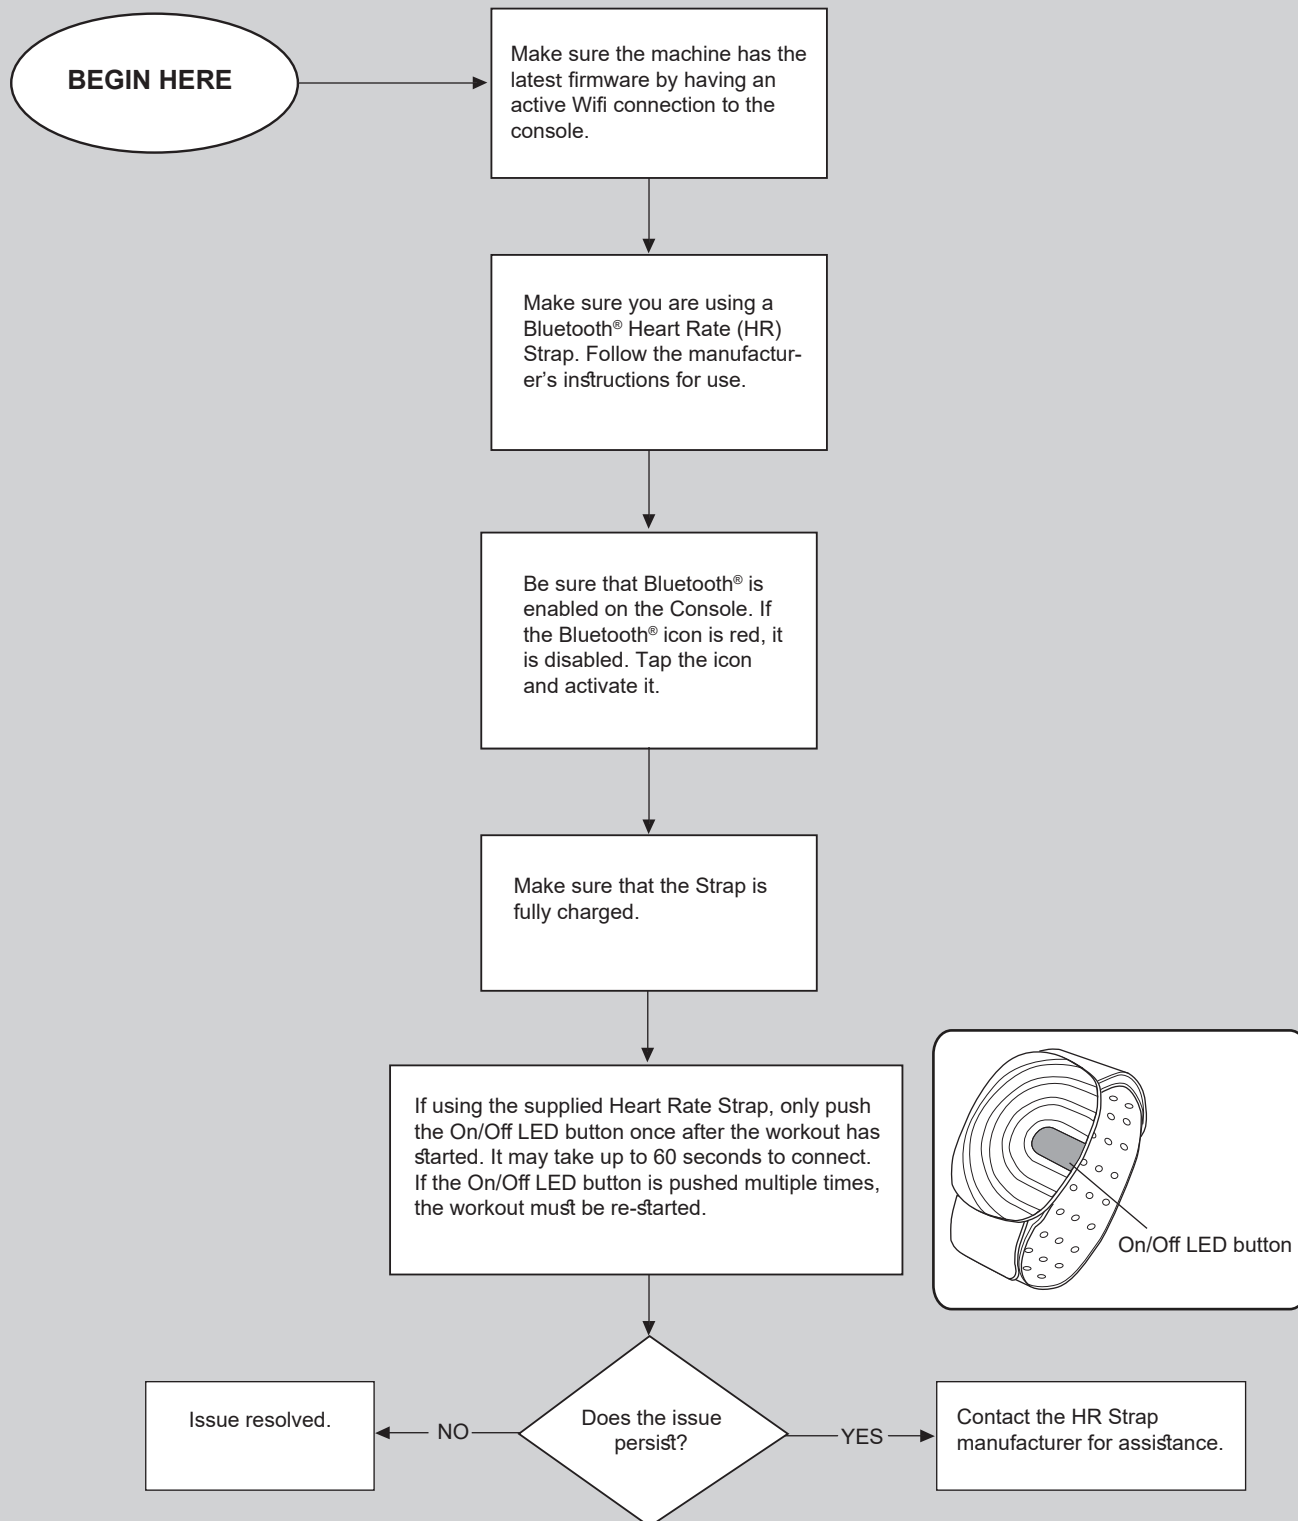 BEGIN HERE
Make sure the machine has the
latest firmware by having an
active Wifi connection to the
console.
Make sure you are using a
Bluetooth® Heart Rate (HR)
Strap. Follow the manufactur-
er’s instructions for use.
Be sure that Bluetooth® is
enabled on the Console. If
the Bluetooth® icon is red, it
is disabled. Tap the icon
and activate it.
Make sure that the Strap is
fully charged.
If using the supplied Heart Rate Strap, only push
the On/Off LED button once after the workout has
started. It may take up to 60 seconds to connect.
If the On/Off LED button is pushed multiple times,
the workout must be re-started.
On/Off LED button
Does the issue
persist?
NO
Issue resolved.
YES
Contact the HR Strap
manufacturer for assistance.